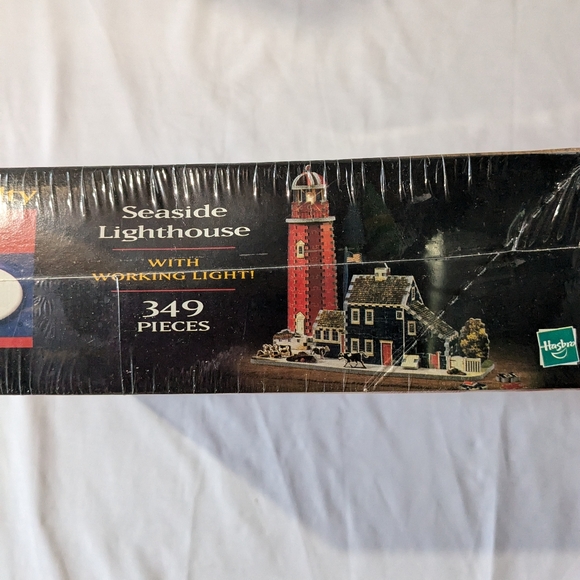 Seaside
Lighthouse
WITH
WORKING LIGHT!
349
PIECES
Hasbro